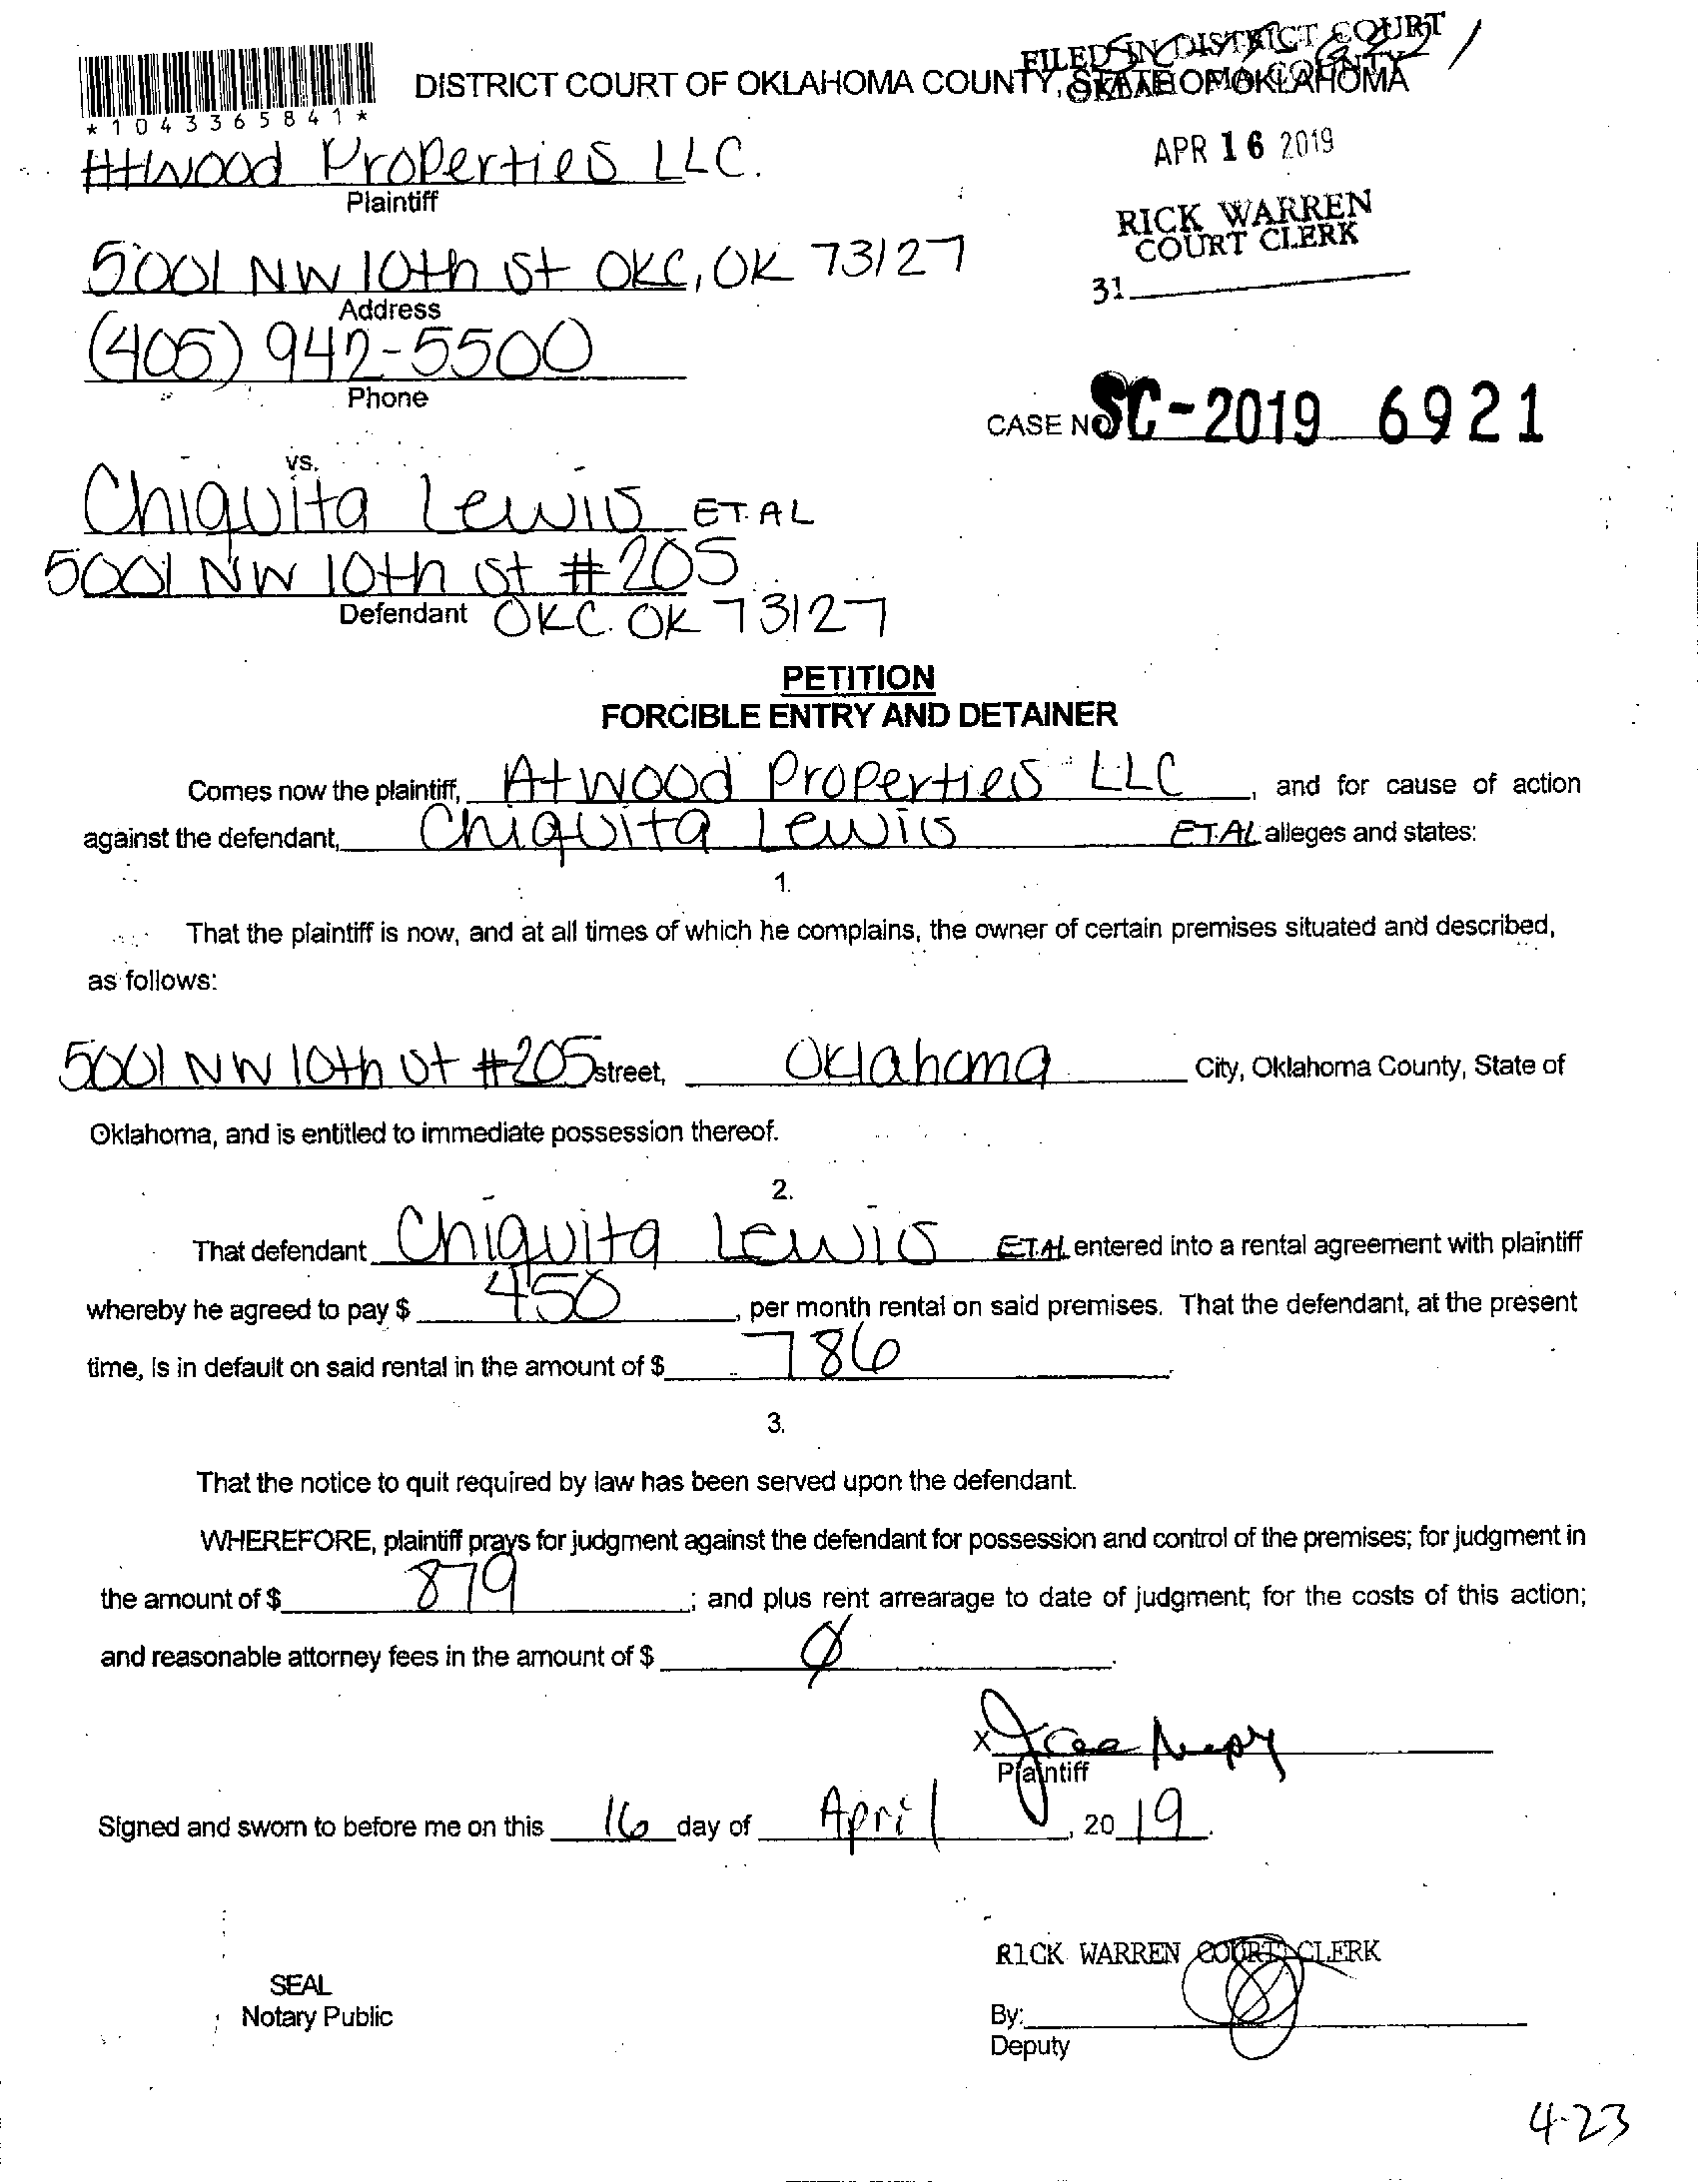 FILED IN DISTRICT COURT
OKLAHOMA COUNTY
DISTRICT COURT OF OKLAHOMA COUNTY, STATE OF OKLAHOMA
*1043365841*
APR 16 2019
Atwood Properties LLC.
Plaintiff
RICK WARREN
COURT CLERK
5001 NW 10th St OKC, OK 73127
Address
31
(405) 942-5500
Phone
CASE NO SC-2019 6921
vs.
Chiquita Lewis ET.AL
5001 NW 10th St #205
Defendant OKC. OK 73127
PETITION
FORCIBLE ENTRY AND DETAINER
Comes now the plaintiff, Atwood Properties LLC, and for cause of action
against the defendant, Chiquita Lewis ET.AL alleges and states:
1.
That the plaintiff is now, and at all times of which he complains, the owner of certain premises situated and described,
as follows:
5001 NW 10th St #205 street, Oklahoma City, Oklahoma County, State of
Oklahoma, and is entitled to immediate possession thereof.
2.
That defendant Chiquita Lewis ET.AL entered into a rental agreement with plaintiff
whereby he agreed to pay $ 450, per month rental on said premises. That the defendant, at the present
time, is in default on said rental in the amount of $ 786.
3.
That the notice to quit required by law has been served upon the defendant.
WHEREFORE, plaintiff prays for judgment against the defendant for possession and control of the premises; for judgment in
the amount of $ 879; and plus rent arrearage to date of judgment; for the costs of this action;
and reasonable attorney fees in the amount of $ Ø.
X
Plaintiff
Signed and sworn to before me on this 16 day of April, 2019.
RICK WARREN COURT CLERK
SEAL
Notary Public
By:
Deputy
4-23